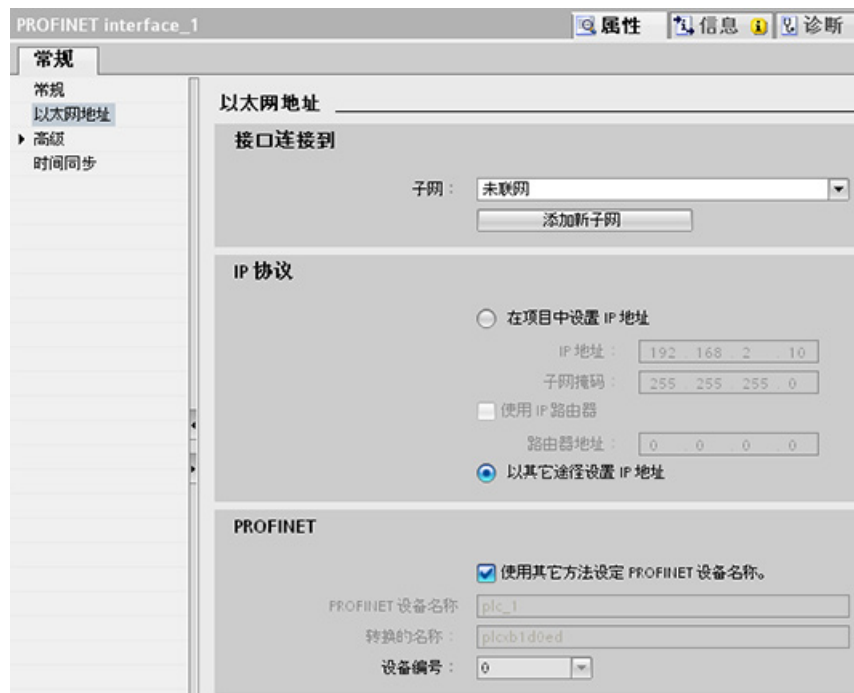 PROFINET interface_1
属性
信息
诊断
常规
常规
以太网地址
高级
时间同步
以太网地址
接口连接到
子网：
未联网
添加新子网
IP 协议
在项目中设置 IP 地址
IP 地址：
192 . 168 . 2 . 10
子网掩码：
255 . 255 . 255 . 0
使用 IP 路由器
路由器地址：
0 . 0 . 0 . 0
以其它途径设置 IP 地址
PROFINET
使用其它方法设定 PROFINET 设备名称。
PROFINET 设备名称
plc_1
转换的名称：
plcxb1d0ed
设备编号：
0